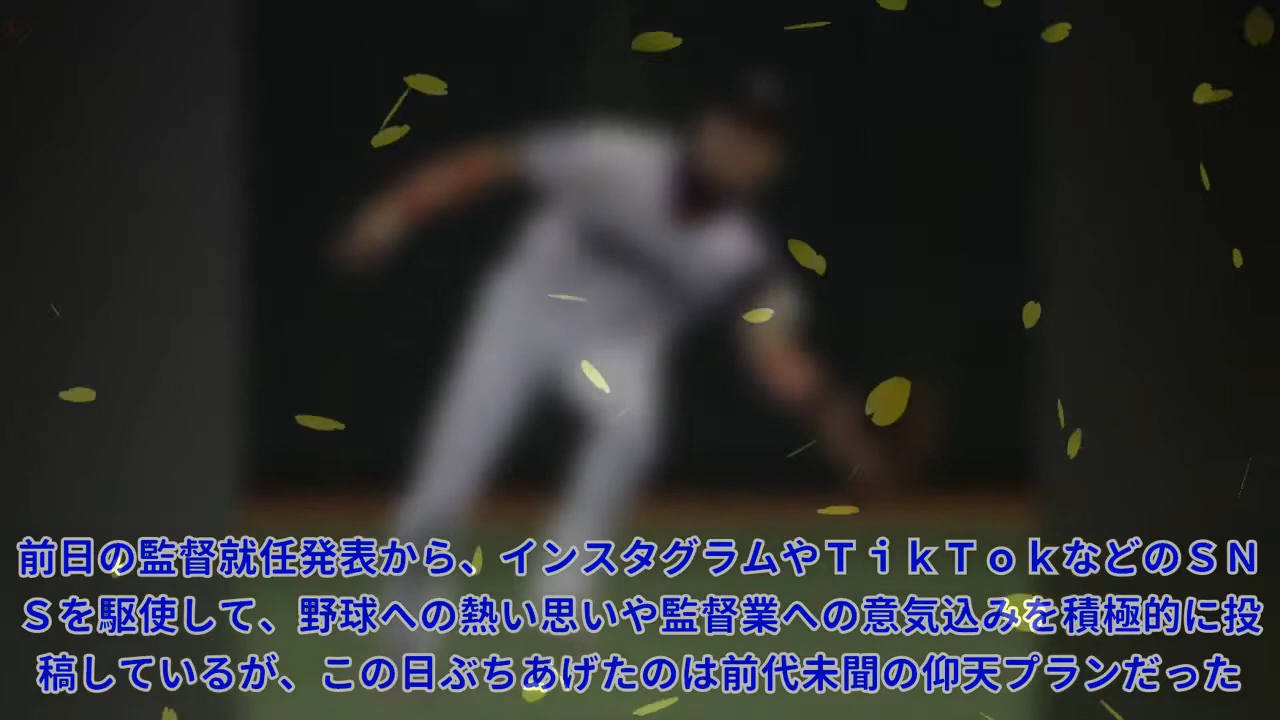 前日の監督就任発表から、インスタグラムやＴｉｋＴｏｋなどのＳＮ
Ｓを駆使して、野球への熱い思いや監督業への意気込みを積極的に投
稿しているが、この日ぶちあげたのは前代未聞の仰天プランだった